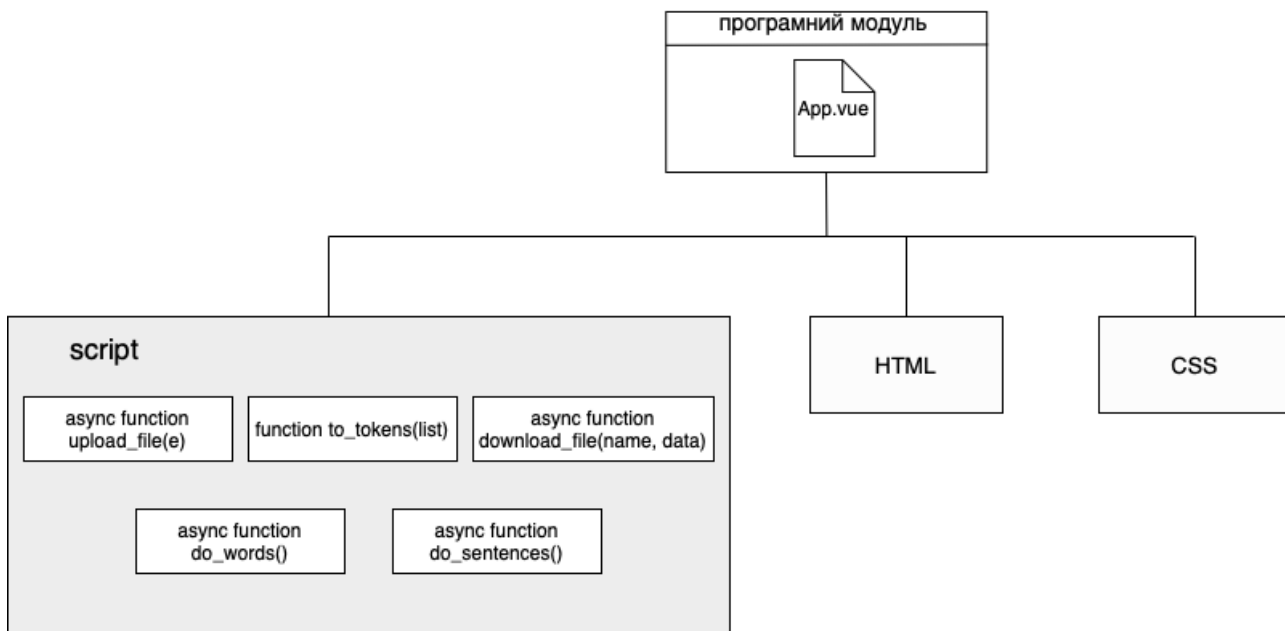 програмний модуль
App.vue
script
HTML
CSS
async function
upload_file(e)
function to_tokens(list)
async function
download_file(name, data)
async function
do_words()
async function
do_sentences()